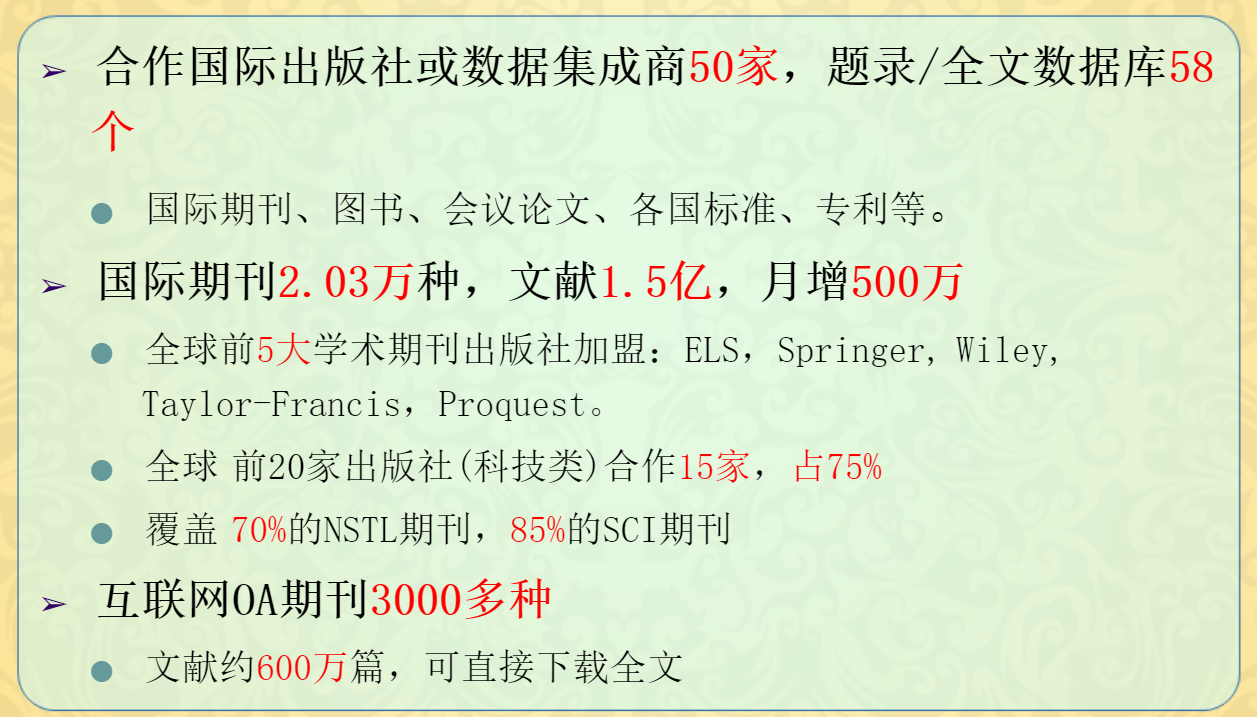 合作国际出版社或数据集成商50家，题录/全文数据库58
个
国际期刊、图书、会议论文、各国标准、专利等。
国际期刊2.03万种，文献1.5亿，月增500万
全球前5大学术期刊出版社加盟：ELS，Springer, Wiley,
Taylor-Francis，Proquest。
全球 前20家出版社(科技类)合作15家，占75%
覆盖 70%的NSTL期刊，85%的SCI期刊
互联网OA期刊3000多种
文献约600万篇，可直接下载全文